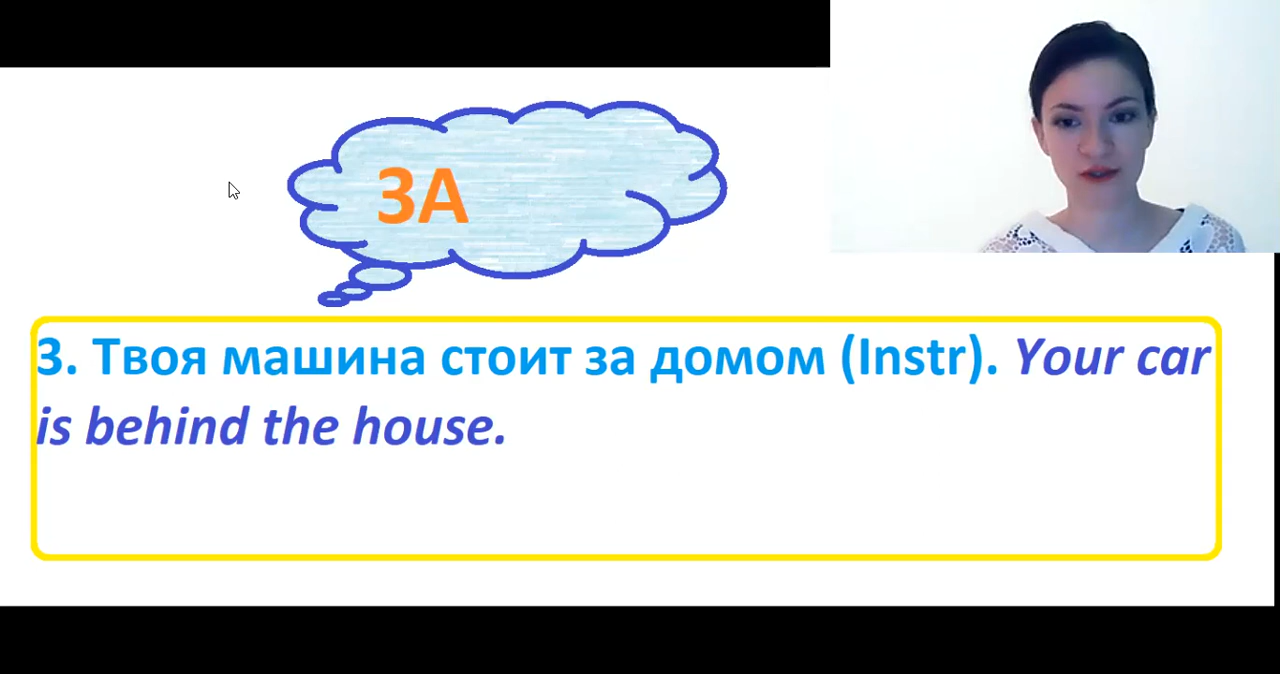 ЗА
3. Твоя машина стоит за домом (Instr). Your car
is behind the house.